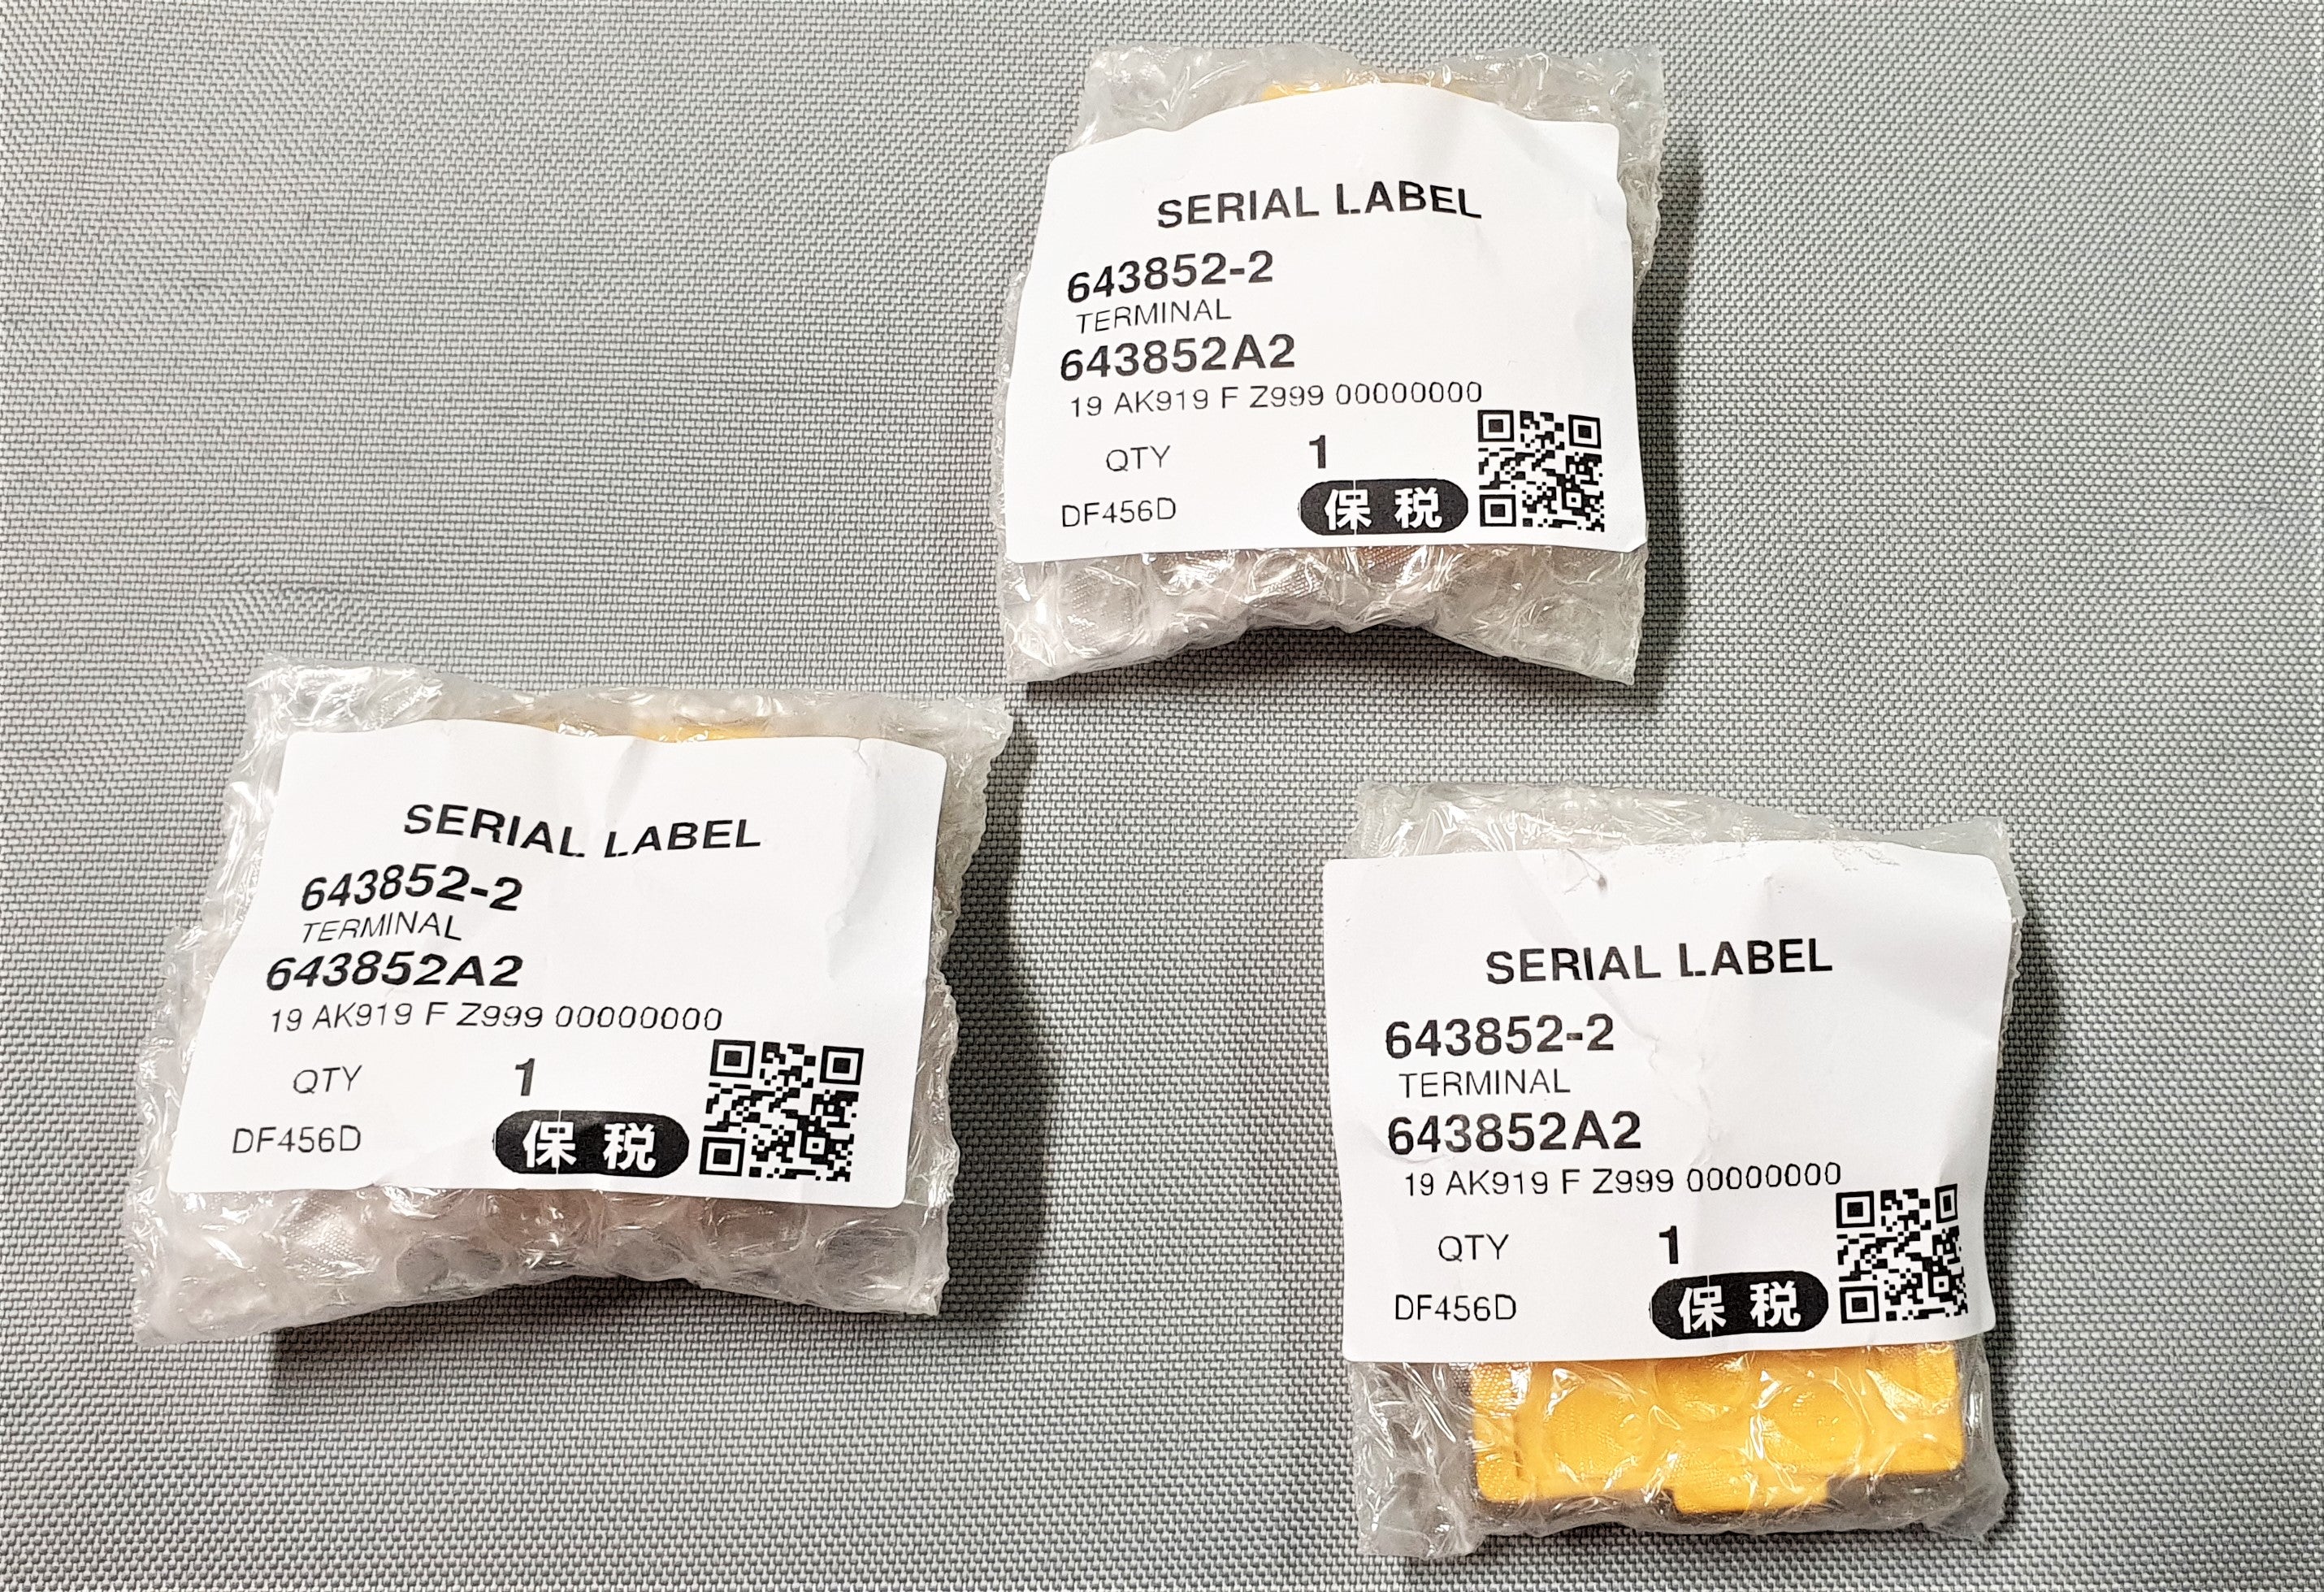 SERIAL LABEL
643852-2
TERMINAL
643852A2
19 AK919 F Z999 00000000
QTY 1
DF456D 保税
SERIAL LABEL
643852-2
TERMINAL
643852A2
19 AK919 F Z999 00000000
QTY 1
DF456D 保税
SERIAL LABEL
643852-2
TERMINAL
643852A2
19 AK919 F Z999 00000000
QTY 1
DF456D 保税